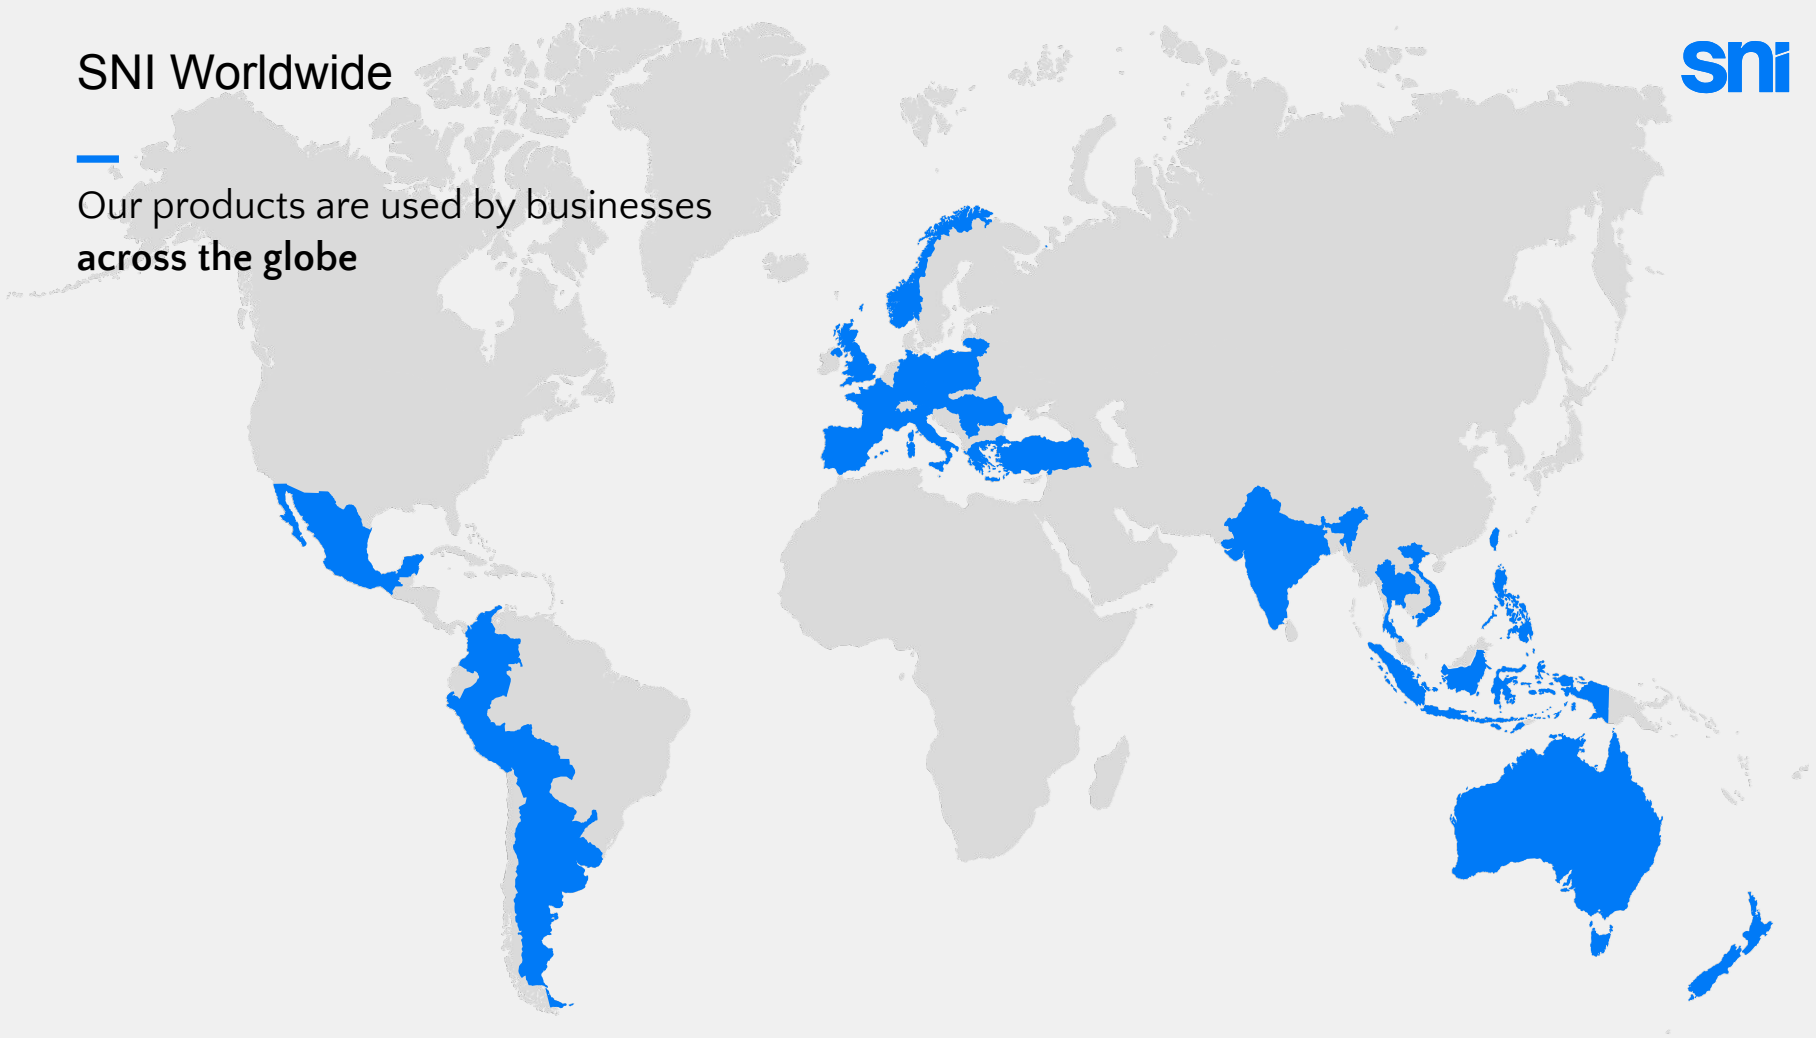 SNI Worldwide
sni
Our products are used by businesses
across the globe